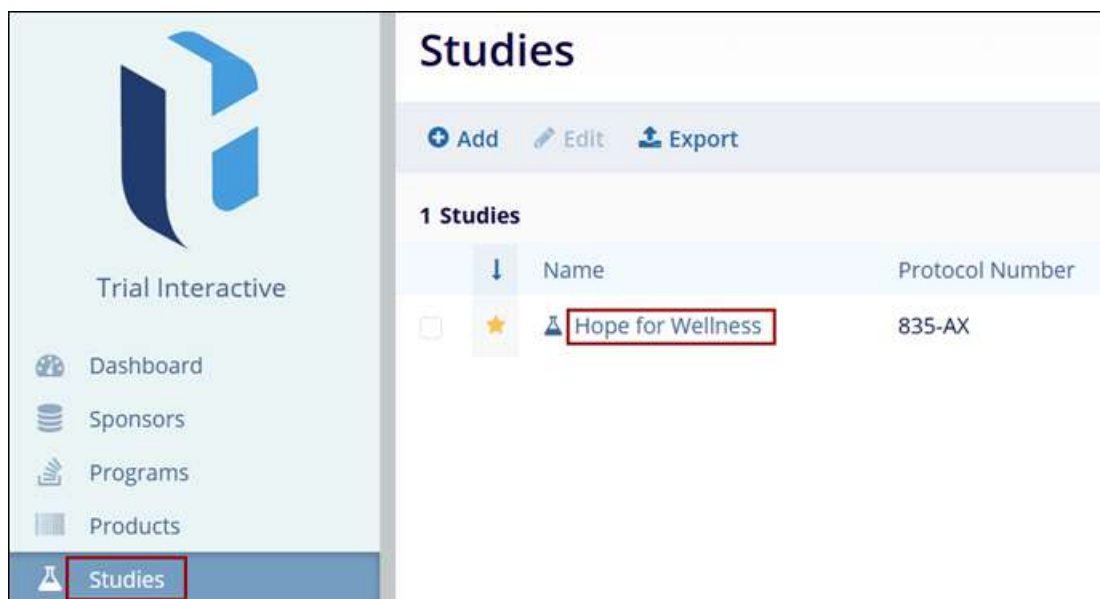 Trial Interactive
Dashboard
Sponsors
Programs
Products
Studies
Studies
Add Edit Export
1 Studies
Name Protocol Number
Hope for Wellness 835-AX